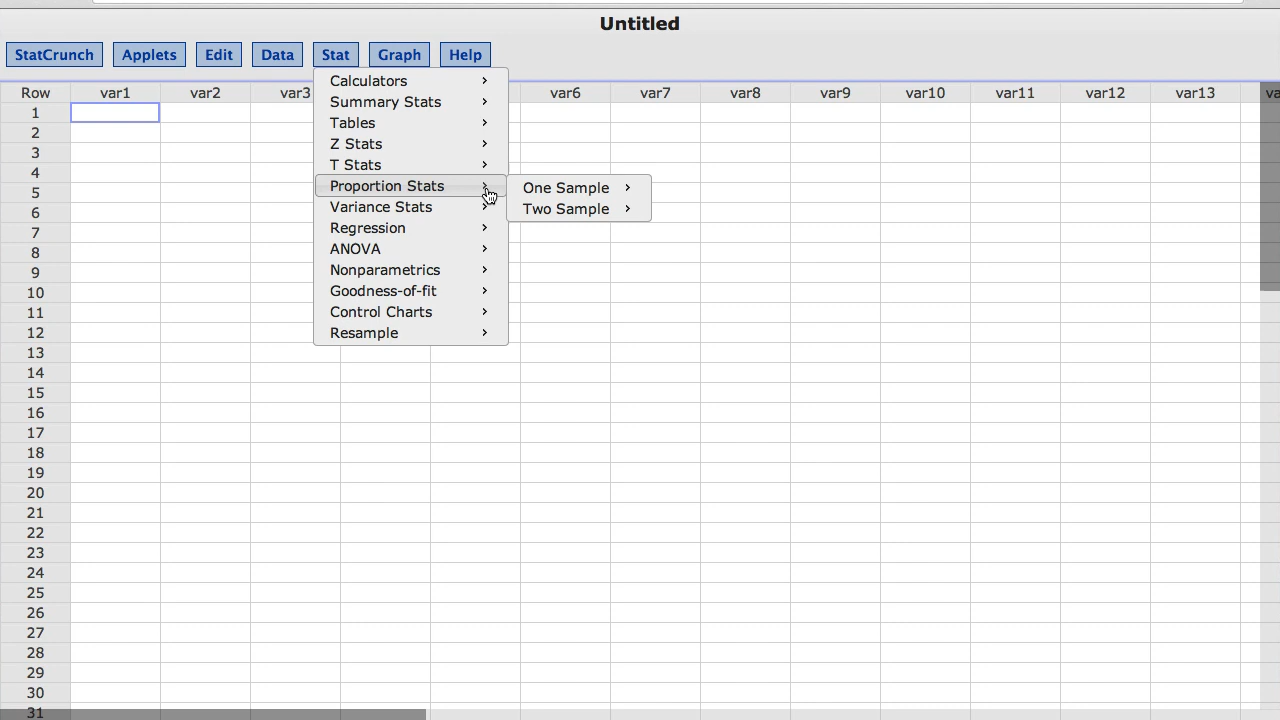 Untitled
StatCrunch Applets Edit Data Stat Graph Help
Row var1 var2 var3 var6 var7 var8 var9 var10 var11 var12 var13 va
Calculators
Summary Stats
Tables
Z Stats
T Stats
Proportion Stats
Variance Stats
Regression
ANOVA
Nonparametrics
Goodness-of-fit
Control Charts
Resample
One Sample
Two Sample
1
2
3
4
5
6
7
8
9
10
11
12
13
14
15
16
17
18
19
20
21
22
23
24
25
26
27
28
29
30
31